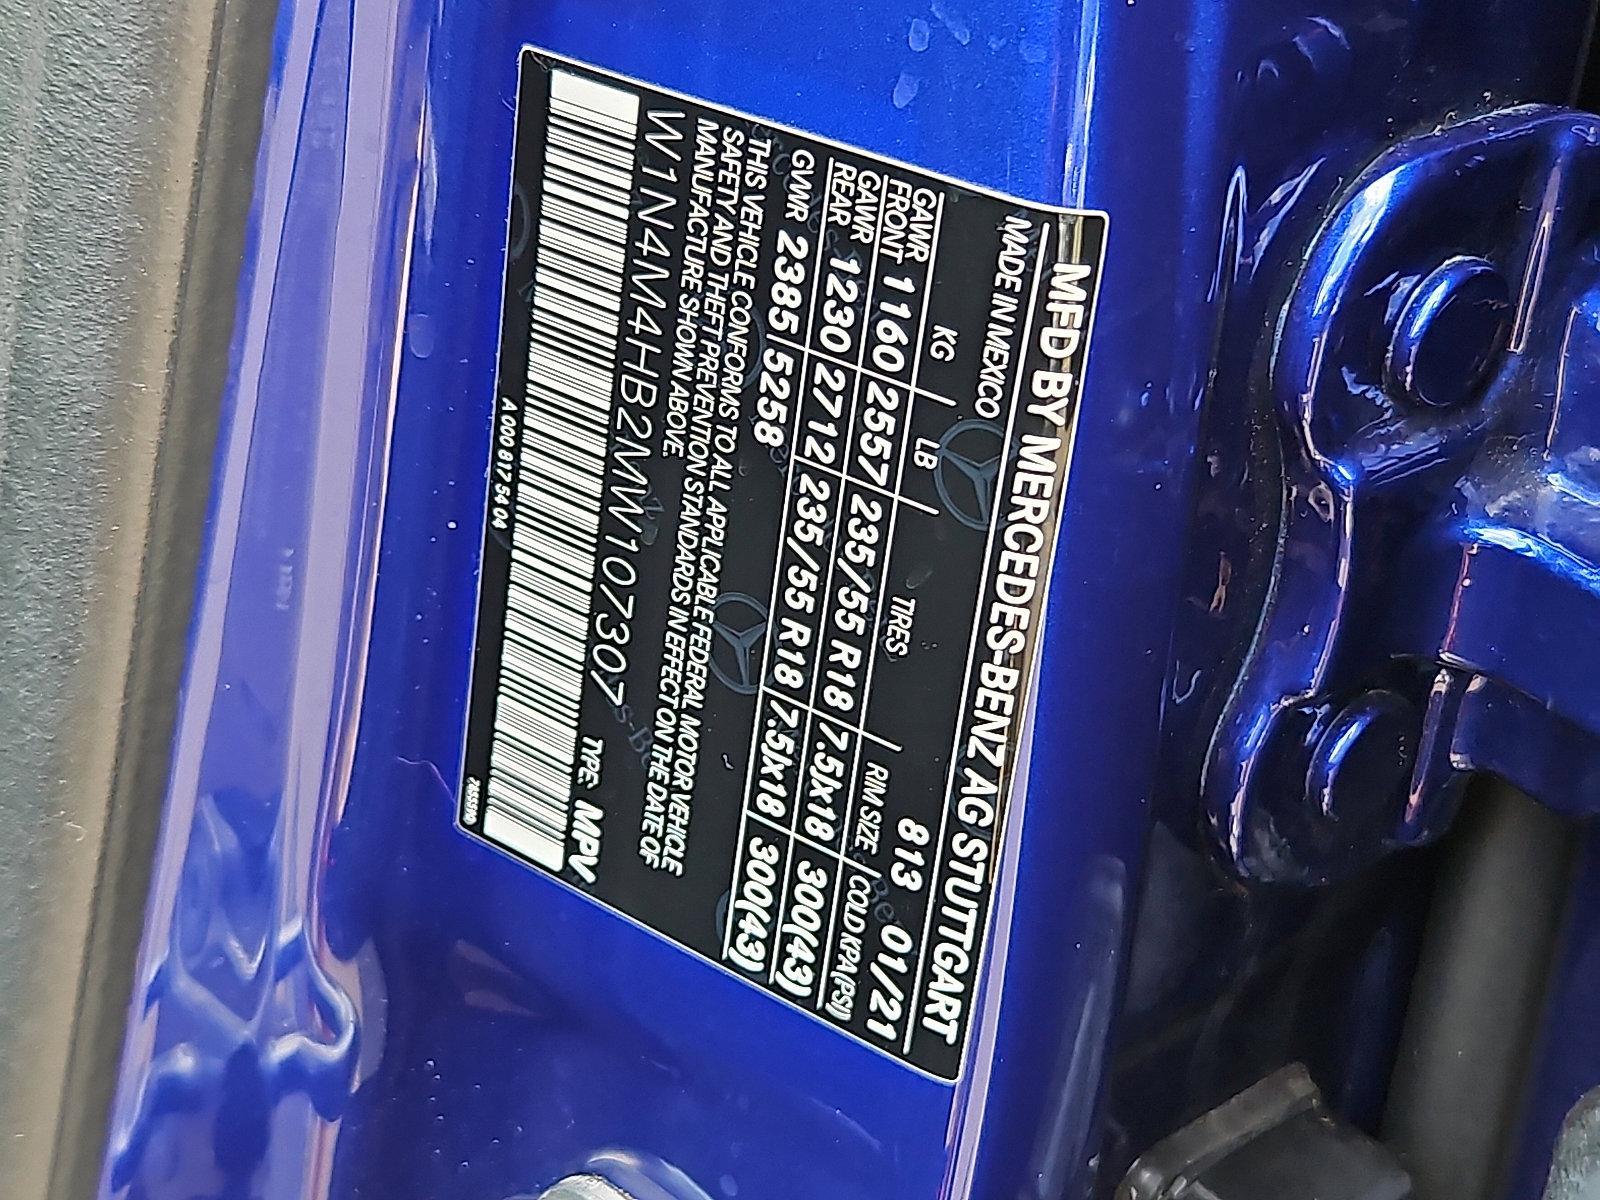 MFD BY MERCEDES-BENZ AG STUTTGART
MADE IN MEXICO 813 01/21
KG LB TIRES RIM SIZE COLD KPA(PSI)
GAWR FRONT 1160 2557 235/55 R18 7.5Jx18 300(43)
GAWR REAR 1230 2712 235/55 R18 7.5Jx18 300(43)
GVWR 2385 5258
THIS VEHICLE CONFORMS TO ALL APPLICABLE FEDERAL MOTOR VEHICLE
SAFETY AND THEFT PREVENTION STANDARDS IN EFFECT ON THE DATE OF
MANUFACTURE SHOWN ABOVE.
W1N4M4HB2MW107307 TYPE: MPV
A 000 817 54 04